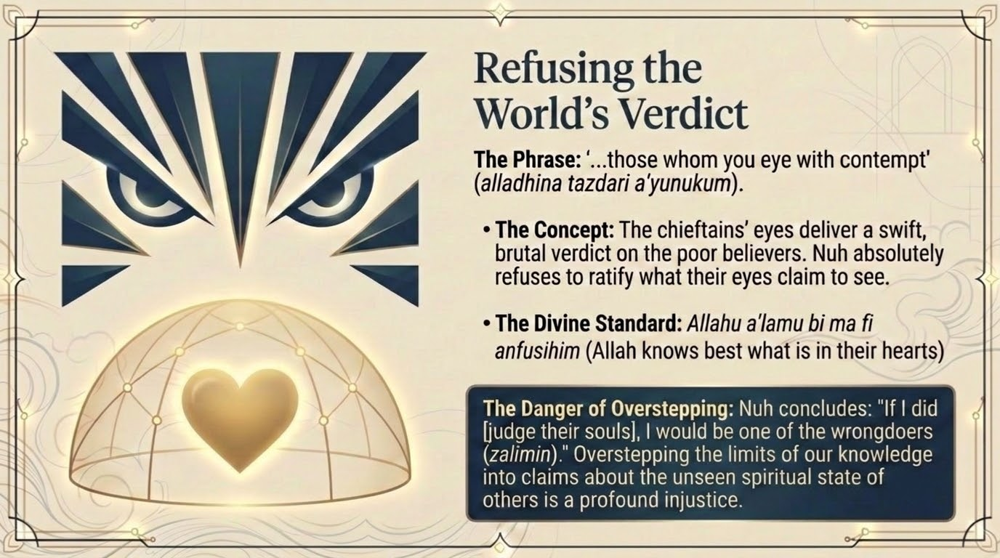 Refusing the
World's Verdict
The Phrase: '...those whom you eye with contempt'
(alladhina tazdari a'yunukum).
• The Concept: The chieftains' eyes deliver a swift,
brutal verdict on the poor believers. Nuh absolutely
refuses to ratify what their eyes claim to see.
• The Divine Standard: Allahu a'lamu bi ma fi
anfusihim (Allah knows best what is in their hearts)
The Danger of Overstepping: Nuh concludes: "If I did
[judge their souls], I would be one of the wrongdoers
(zalimin)." Overstepping the limits of our knowledge
into claims about the unseen spiritual state of
others is a profound injustice.